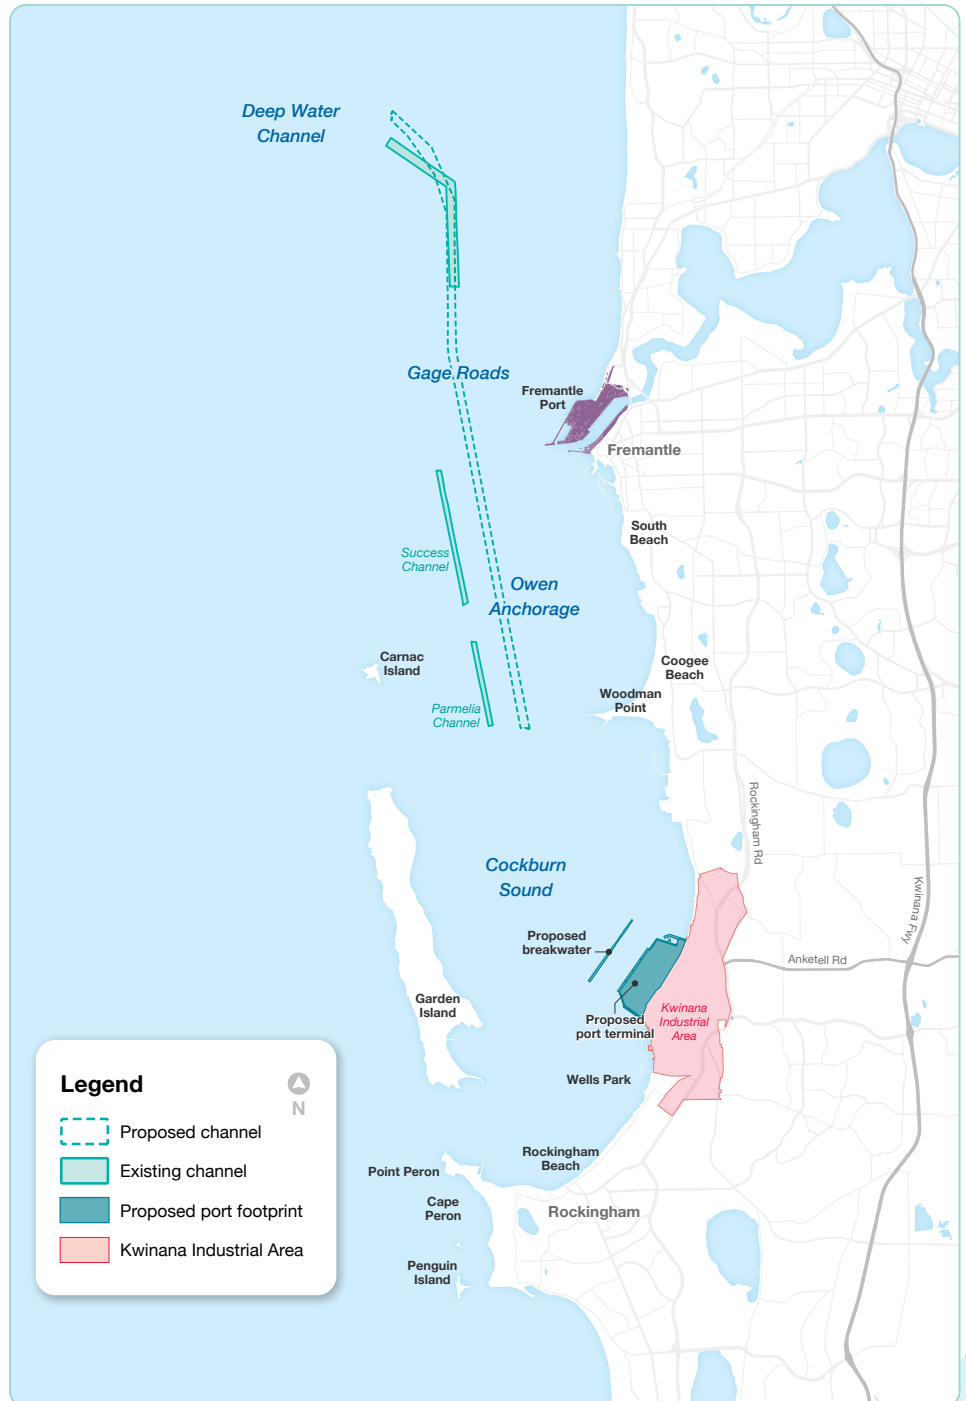 Deep Water
Channel
Gage Roads
Fremantle
Port
Fremantle
South
Beach
Success
Channel
Owen
Anchorage
Carnac
Island
Coogee
Beach
Woodman
Point
Parmelia
Channel
Rockingham Rd
Cockburn
Sound
Kwinana Fwy
Proposed
breakwater
Anketell Rd
Garden
Island
Kwinana
Industrial
Area
Proposed
port terminal
Wells Park
Legend
N
Proposed channel
Existing channel
Proposed port footprint
Kwinana Industrial Area
Rockingham
Beach
Point Peron
Cape
Peron
Rockingham
Penguin
Island